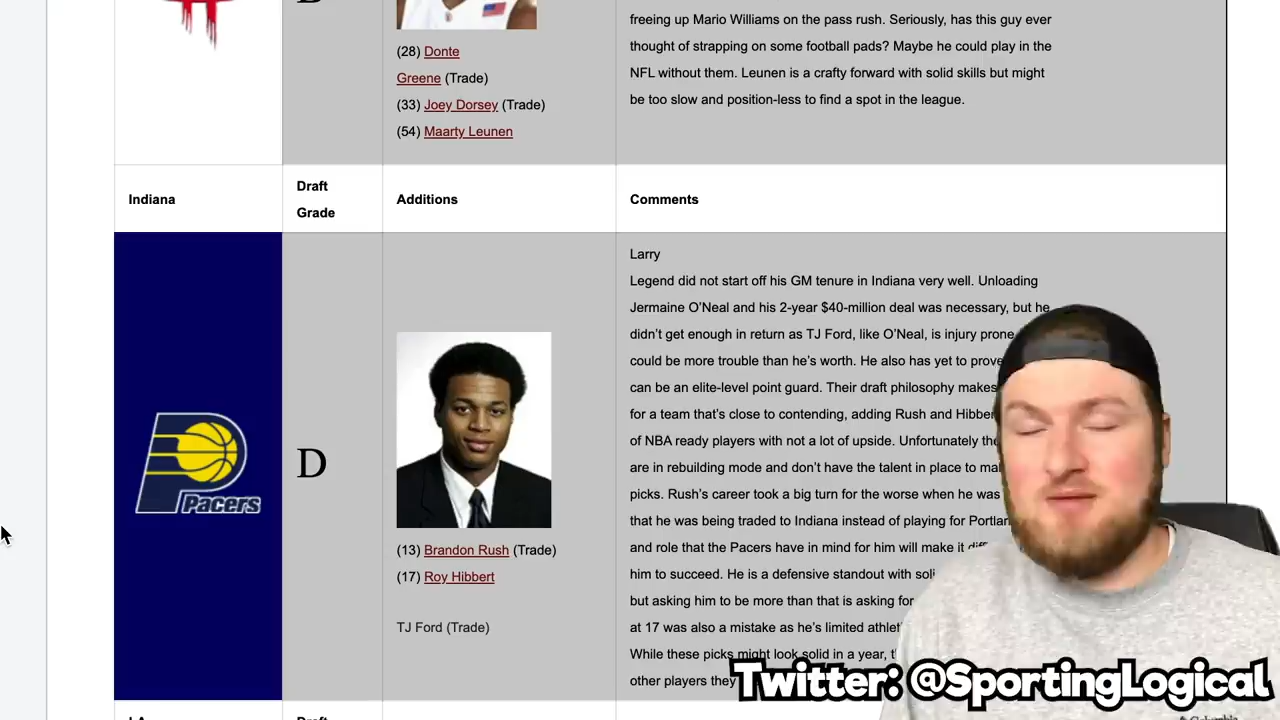 freeing up Mario Williams on the pass rush. Seriously, has this guy ever
thought of strapping on some football pads? Maybe he could play in the
NFL without them. Leunen is a crafty forward with solid skills but might
be too slow and position-less to find a spot in the league.
(28) Donte
Greene (Trade)
(33) Joey Dorsey (Trade)
(54) Maarty Leunen
Indiana
Draft
Grade
Additions
Comments
Pacers
D
(13) Brandon Rush (Trade)
(17) Roy Hibbert
TJ Ford (Trade)
Larry
Legend did not start off his GM tenure in Indiana very well. Unloading
Jermaine O’Neal and his 2-year $40-million deal was necessary, but he
didn’t get enough in return as TJ Ford, like O’Neal, is injury prone
could be more trouble than he’s worth. He also has yet to prove
can be an elite-level point guard. Their draft philosophy makes
for a team that’s close to contending, adding Rush and
of NBA ready players with not a lot of upside. Unfortunately
are in rebuilding mode and don’t have the talent in place to
picks. Rush’s career took a big turn for the worse when he was
that he was being traded to Indiana instead of playing for
and role that the Pacers have in mind for him will make it
him to succeed. He is a defensive standout with
but asking him to be more than that is asking for
at 17 was also a mistake as he’s limited
While these picks might look solid in a year,
other players they
Twitter: @SportingLogical